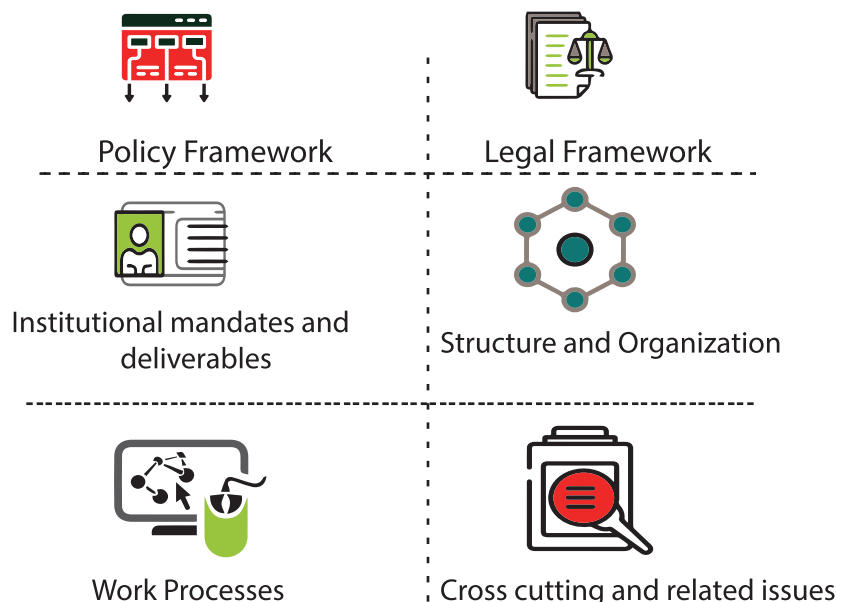 Policy Framework
Legal Framework
Institutional mandates and
deliverables
Structure and Organization
Work Processes
Cross cutting and related issues